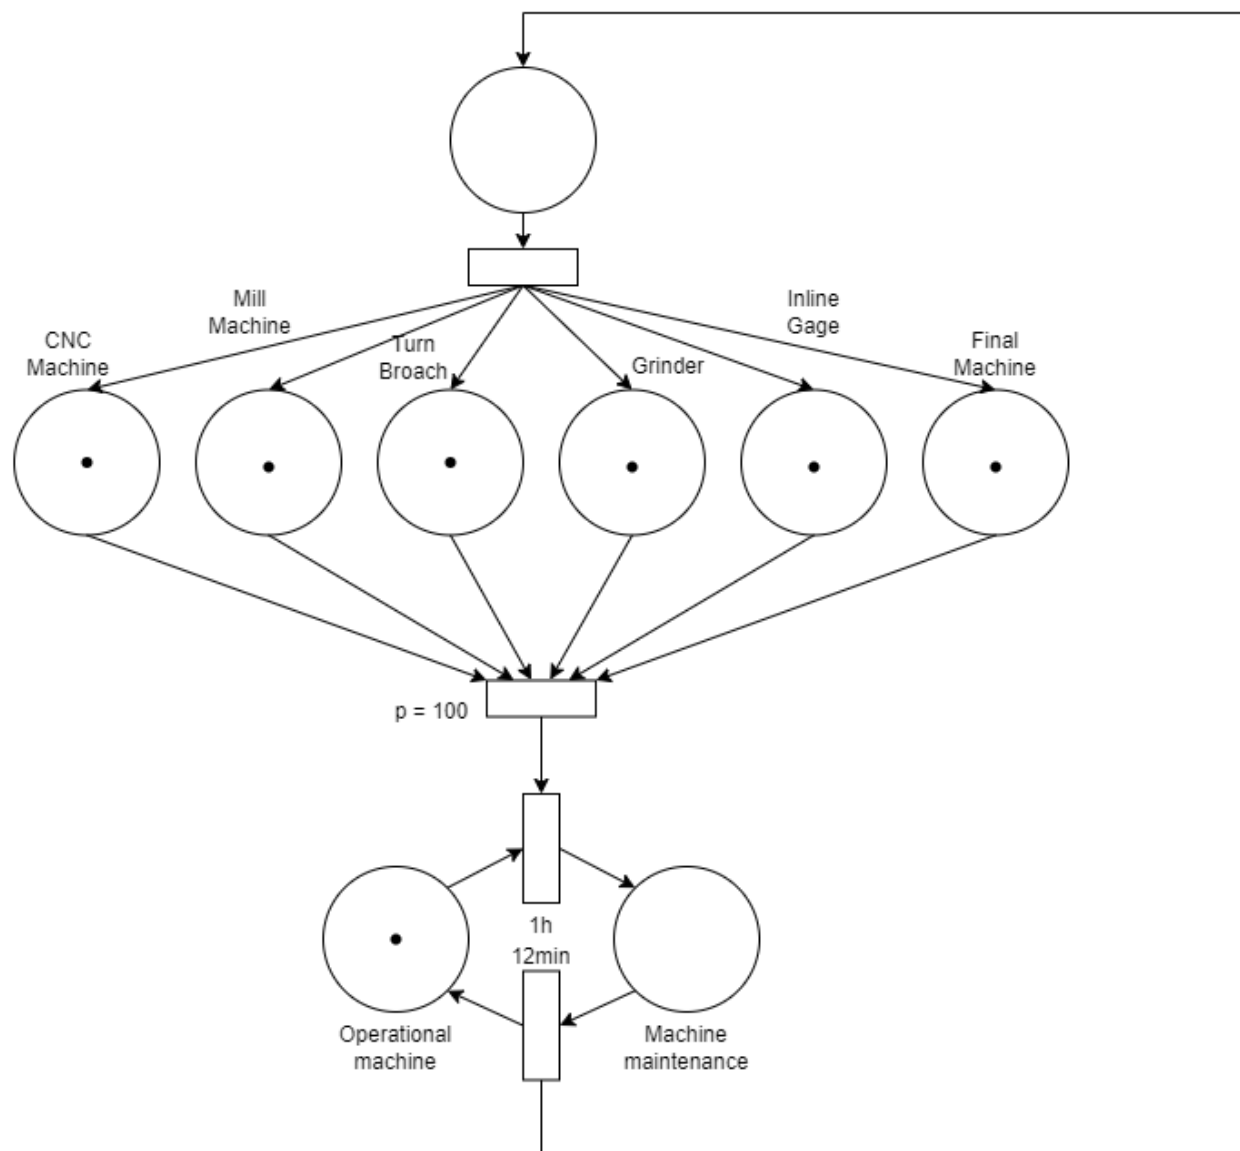 Mill
Machine
Inline
Gage
CNC
Machine
Turn
Broach
Grinder
Final
Machine
p = 100
1h
12min
Operational
machine
Machine
maintenance